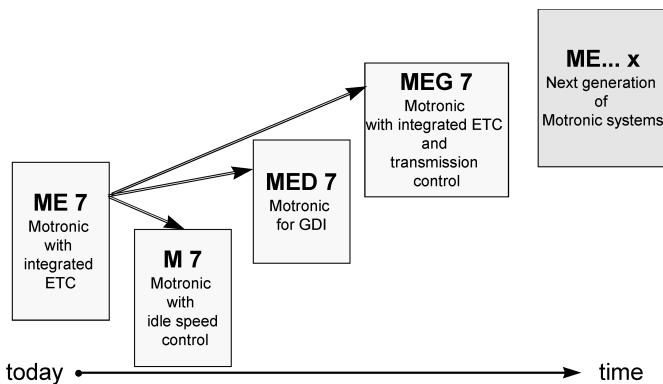 ME... x
Next generation
of
Motronic systems
MEG 7
Motronic
with integrated ETC
and
transmission
control
MED 7
Motronic
for GDI
ME 7
Motronic
with
integrated
ETC
M 7
Motronic
with
idle speed
control
today
time